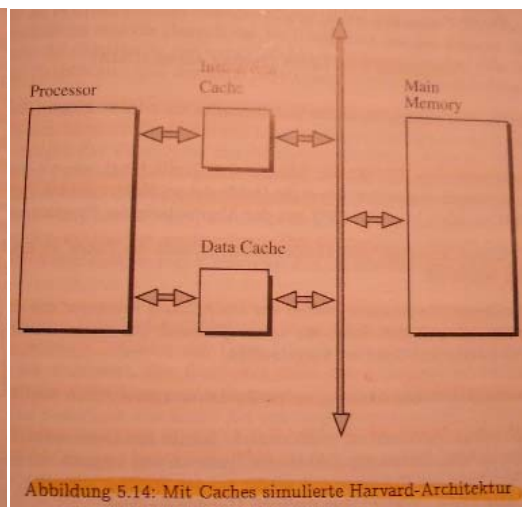 Processor
Cache
Main
Memory
Data Cache
Abbildung 5.14: Mit Caches simulierte Harvard-Architektur